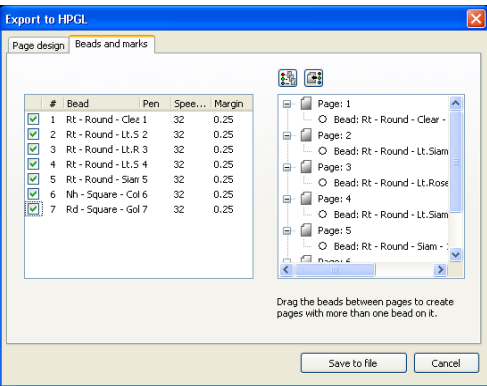 Export to HPGL
Page design Beads and marks
# Bead Pen Spee... Margin
1 Rt - Round - Clea 1 32 0.25
2 Rt - Round - Lt.S 2 32 0.25
3 Rt - Round - Lt.R 3 32 0.25
4 Rt - Round - Lt.S 4 32 0.25
5 Rt - Round - Siam 5 32 0.25
6 Nh - Square - Col 6 32 0.25
7 Rd - Square - Gol 7 32 0.25
Page: 1
Bead: Rt - Round - Clear -
Page: 2
Bead: Rt - Round - Lt.Siam
Page: 3
Bead: Rt - Round - Lt.Rose
Page: 4
Bead: Rt - Round - Lt.Siam
Page: 5
Bead: Rt - Round - Siam -
Page: 6
Drag the beads between pages to create
pages with more than one bead on it.
Save to file Cancel